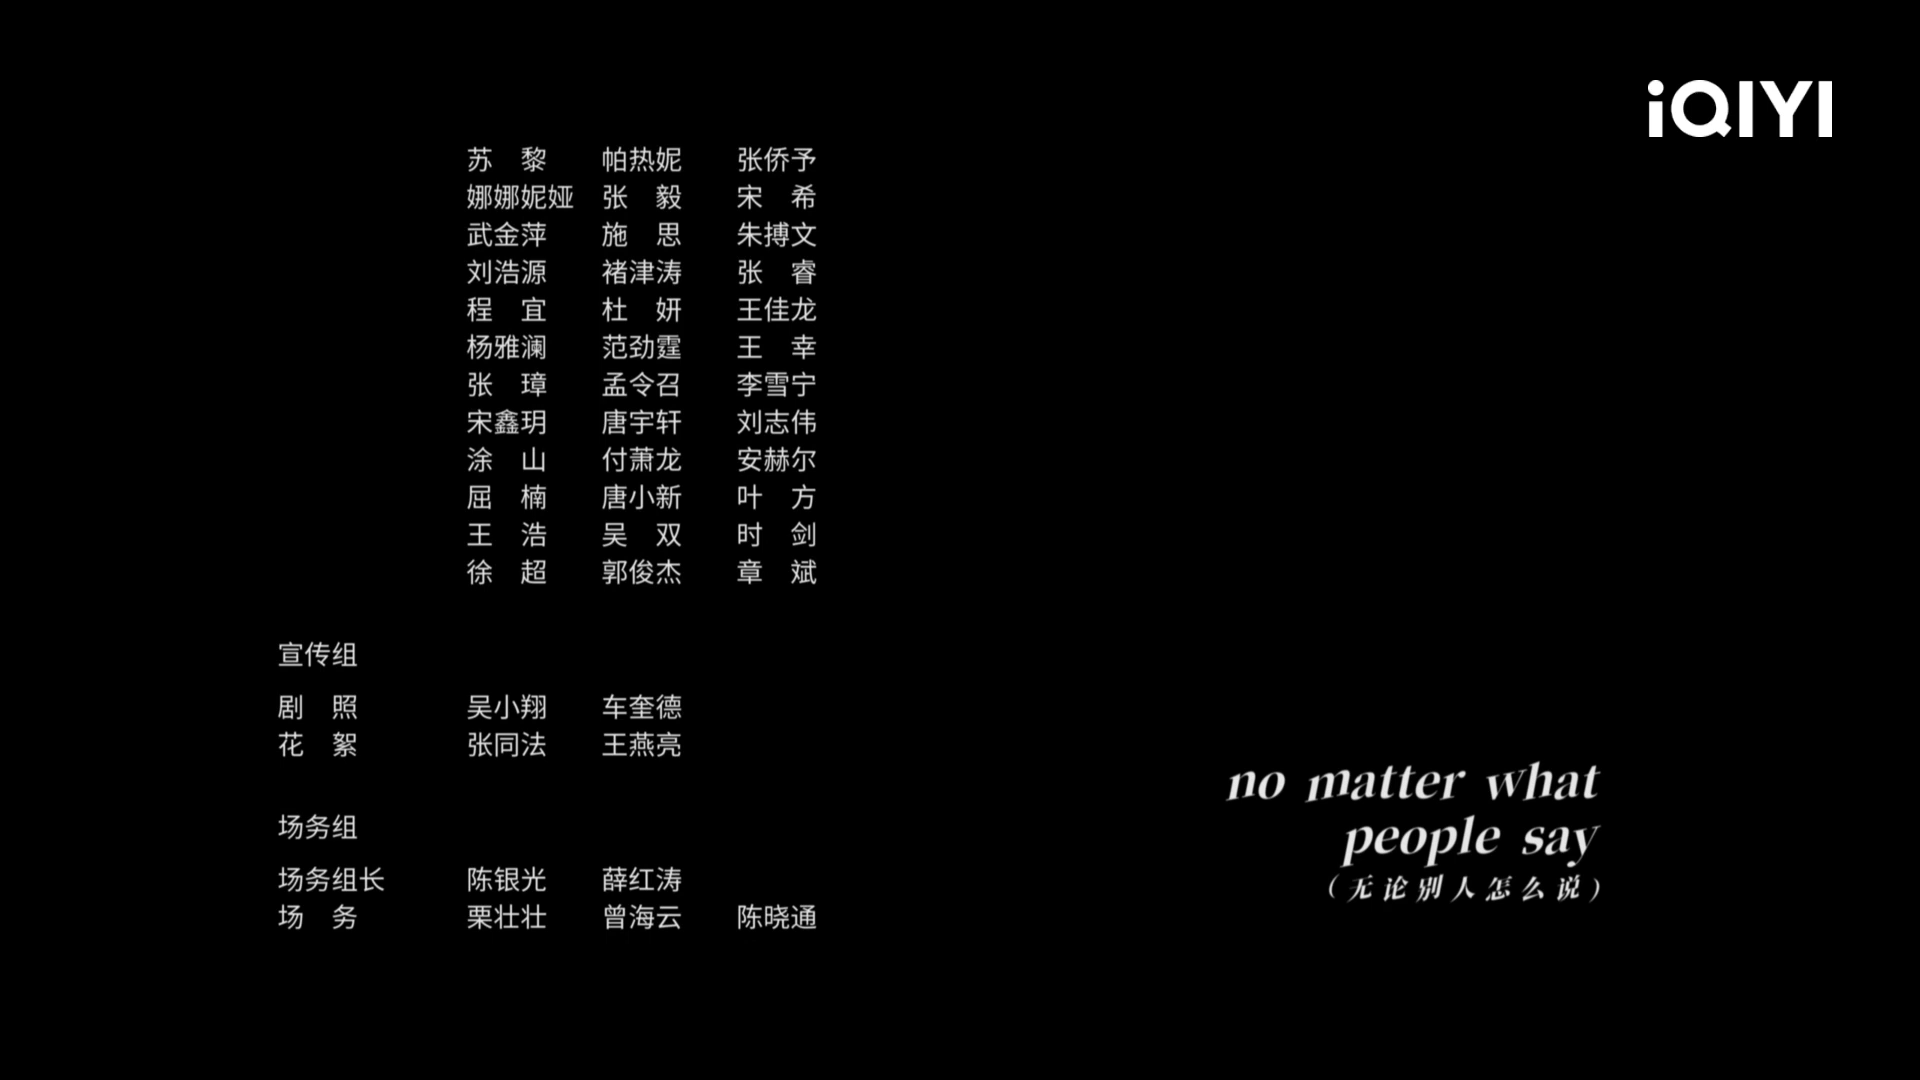 iQIYI
苏　黎　帕热妮　张侨予
娜娜妮娅　张　毅　宋　希
武金萍　施　思　朱搏文
刘浩源　褚津涛　张　睿
程　宜　杜　妍　王佳龙
杨雅澜　范劲霆　王　幸
张　璋　孟令召　李雪宁
宋鑫玥　唐宇轩　刘志伟
涂　山　付萧龙　安赫尔
屈　楠　唐小新　叶　方
王　浩　吴　双　时　剑
徐　超　郭俊杰　章　斌
宣传组
剧　照　吴小翔　车奎德
花　絮　张同法　王燕亮
场务组
场务组长　陈银光　薛红涛
场　务　栗壮壮　曾海云　陈晓通
no matter what
people say
（无论别人怎么说）